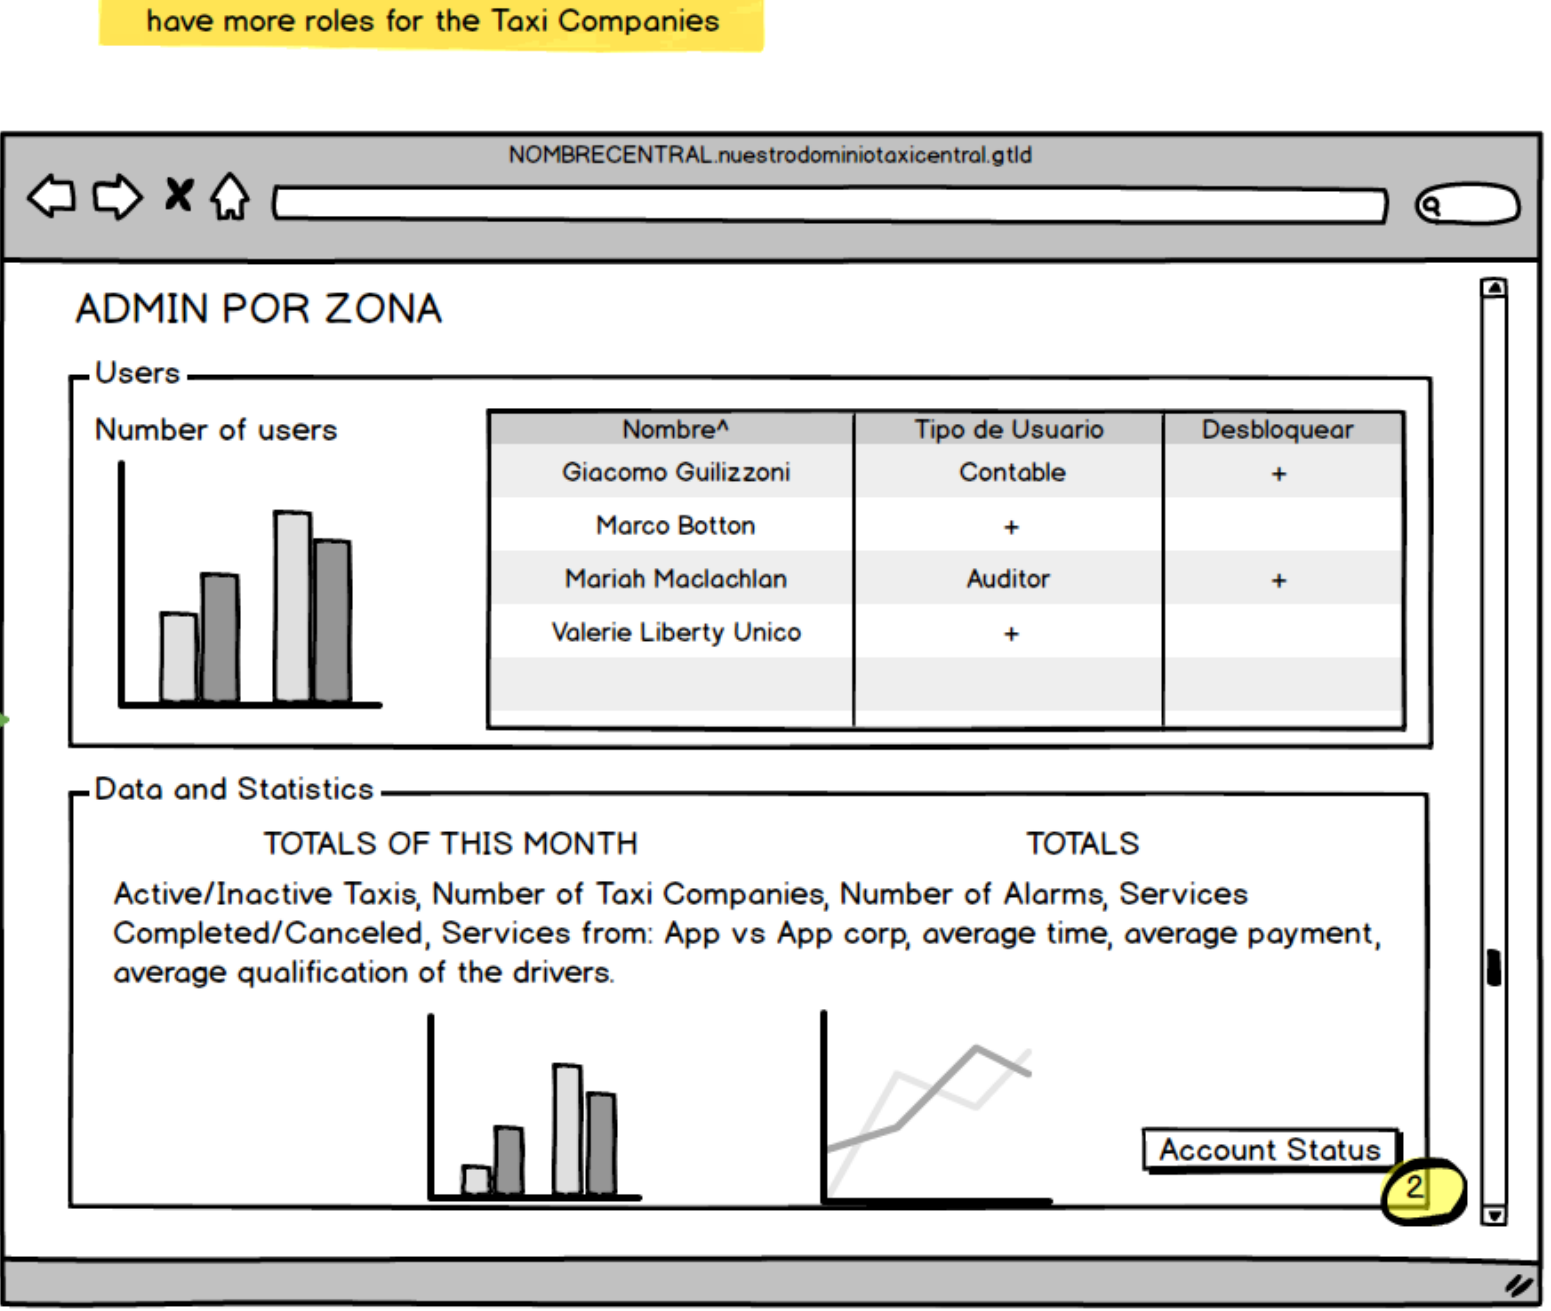 have more roles for the Taxi Companies
NOMBRECENTRAL.nuestrodominiotaxicentral.gtld
ADMIN POR ZONA
Users
Number of users
Nombre^ Tipo de Usuario Desbloquear
Giacomo Guilizzoni Contable +
Marco Botton +
Mariah Maclachlan Auditor +
Valerie Liberty Unico +
Data and Statistics
TOTALS OF THIS MONTH TOTALS
Active/Inactive Taxis, Number of Taxi Companies, Number of Alarms, Services
Completed/Canceled, Services from: App vs App corp, average time, average payment,
average qualification of the drivers.
Account Status
2